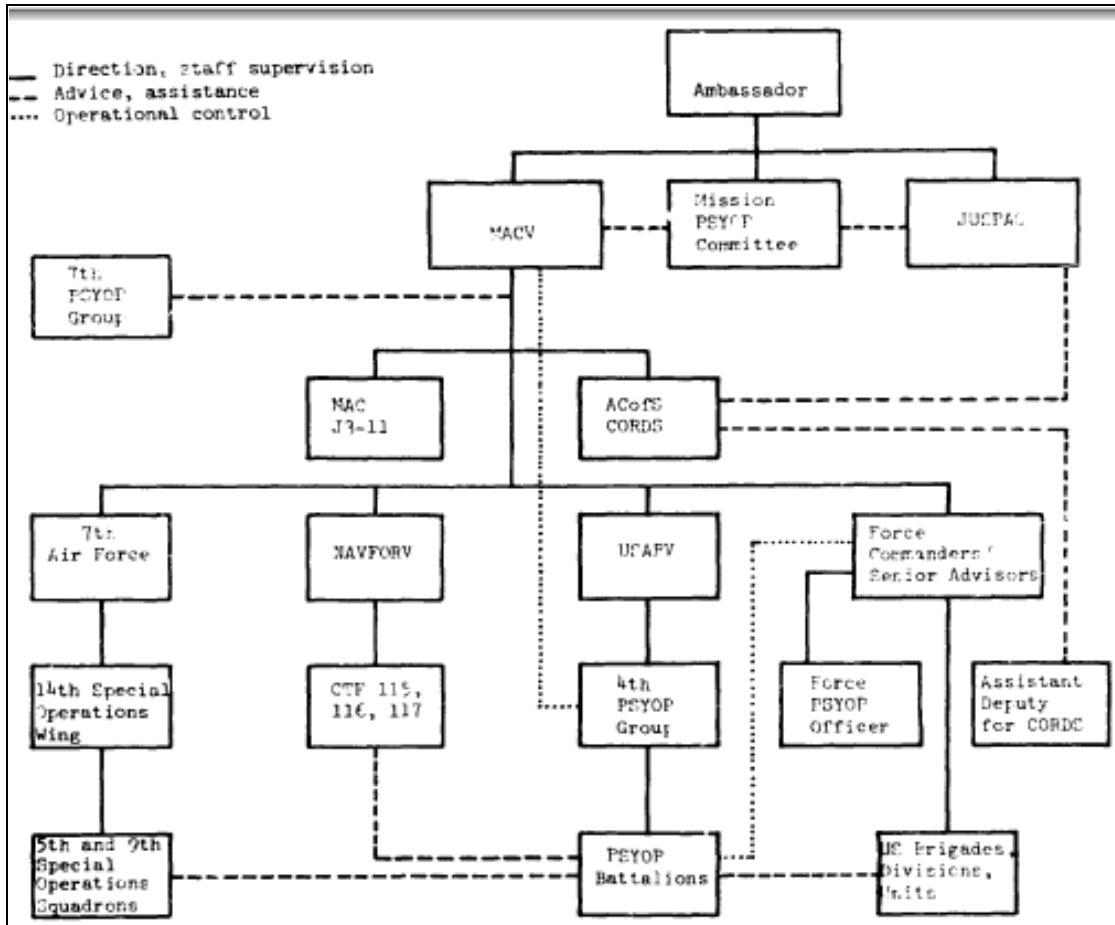 Direction, staff supervision
Advice, assistance
Operational control
Ambassador
MACV
Mission
PSYOP
Committee
JUSPAO
7th
PSYOP
Group
MAC
J3-11
ACofS
CORDS
7th
Air Force
NAVFORV
USARV
Force
Commanders/
Senior Advisors
14th Special
Operations
Wing
CTF 115,
116, 117
4th
PSYOP
Group
Force
PSYOP
Officer
Assistant
Deputy
for CORDS
5th and 9th
Special
Operations
Squadrons
PSYOP
Battalions
US Brigades,
Divisions,
Units